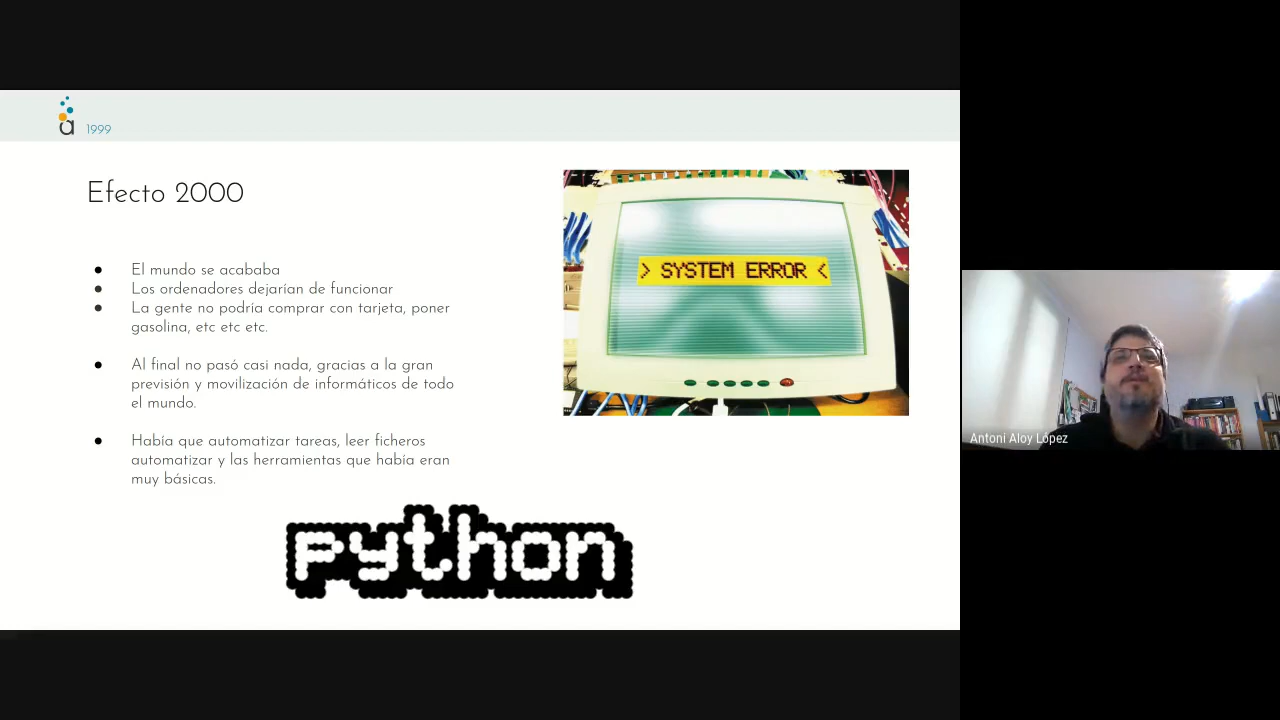 a 1999
Efecto 2000
El mundo se acababa
Los ordenadores dejarían de funcionar
La gente no podría comprar con tarjeta, poner
gasolina, etc etc etc.
Al final no pasó casi nada, gracias a la gran
previsión y movilización de informáticos de todo
el mundo.
Había que automatizar tareas, leer ficheros
automatizar y las herramientas que había eran
muy básicas.
> SYSTEM ERROR <
python
Antoni Aloy López